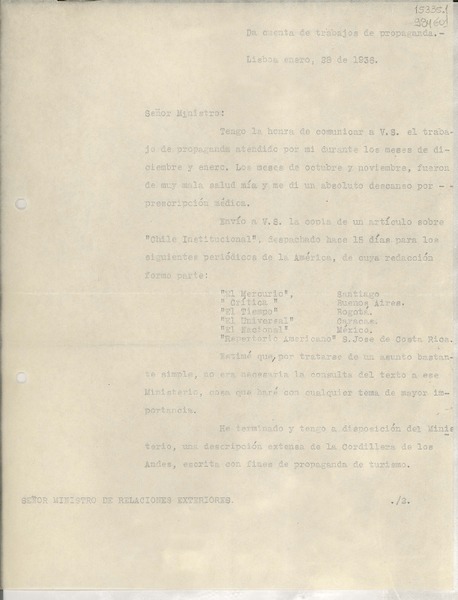 Da cuenta de trabajos de propaganda.-
Lisboa enero, 28 de 1936.
Señor Ministro:
Tengo la honra de comunicar a V.S. el traba-
jo de propaganda atendido por mi durante los meses de di-
ciembre y enero. Los meses de octubre y noviembre, fueron
de muy mala salud mía y me di un absoluto descanso por - -
prescripción médica.
Envío a V.S. la copia de un artículo sobre
"Chile Institucional", despachado hace 15 días para los
siguientes periódicos de la América, de cuya redacción
formo parte:
"El Mercurio", Santiago
" Crítica " Buenos Aires.
"El Tiempo" Bogotá.
"El Universal" Caracas.
"El Nacional" México.
"Repertorio Americano" S.Jose de Costa Rica.
Estimé que, por tratarse de un asunto bastan-
te simple, no era necesaria la consulta del texto a ese
Ministerio, cosa que haré con cualquier tema de mayor im-
portancia.
He terminado y tengo a disposición del Minis
terio, una descripción extensa de la Cordillera de los
Andes, escrita con fines de propaganda de turismo.
SEÑOR MINISTRO DE RELACIONES EXTERIORES. ./2.